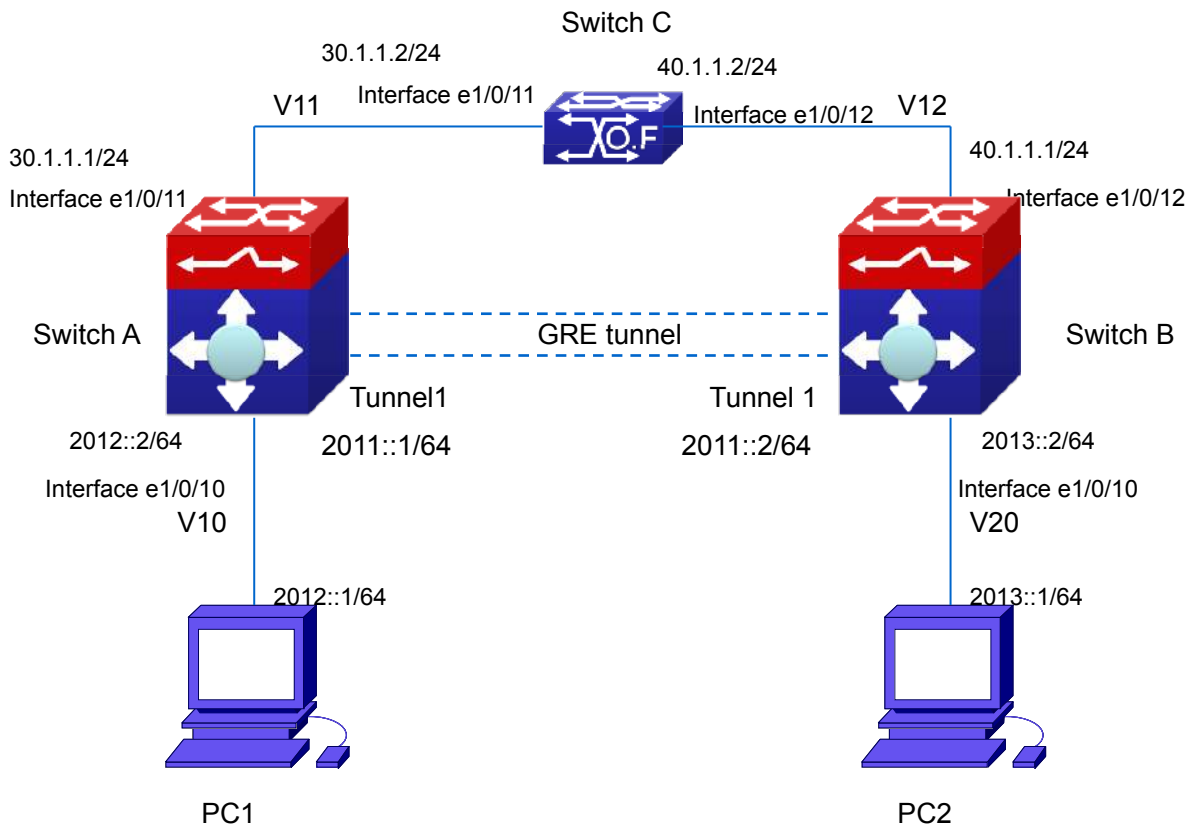 Switch C
30.1.1.2/24
40.1.1.2/24
Interface e1/0/11
Interface e1/0/12
V11
V12
O.F
30.1.1.1/24
40.1.1.1/24
Interface e1/0/11
Interface e1/0/12
Switch A
GRE tunnel
Switch B
Tunnel1
Tunnel 1
2012::2/64
2011::1/64
2011::2/64
2013::2/64
Interface e1/0/10
Interface e1/0/10
V10
V20
2012::1/64
2013::1/64
PC1
PC2